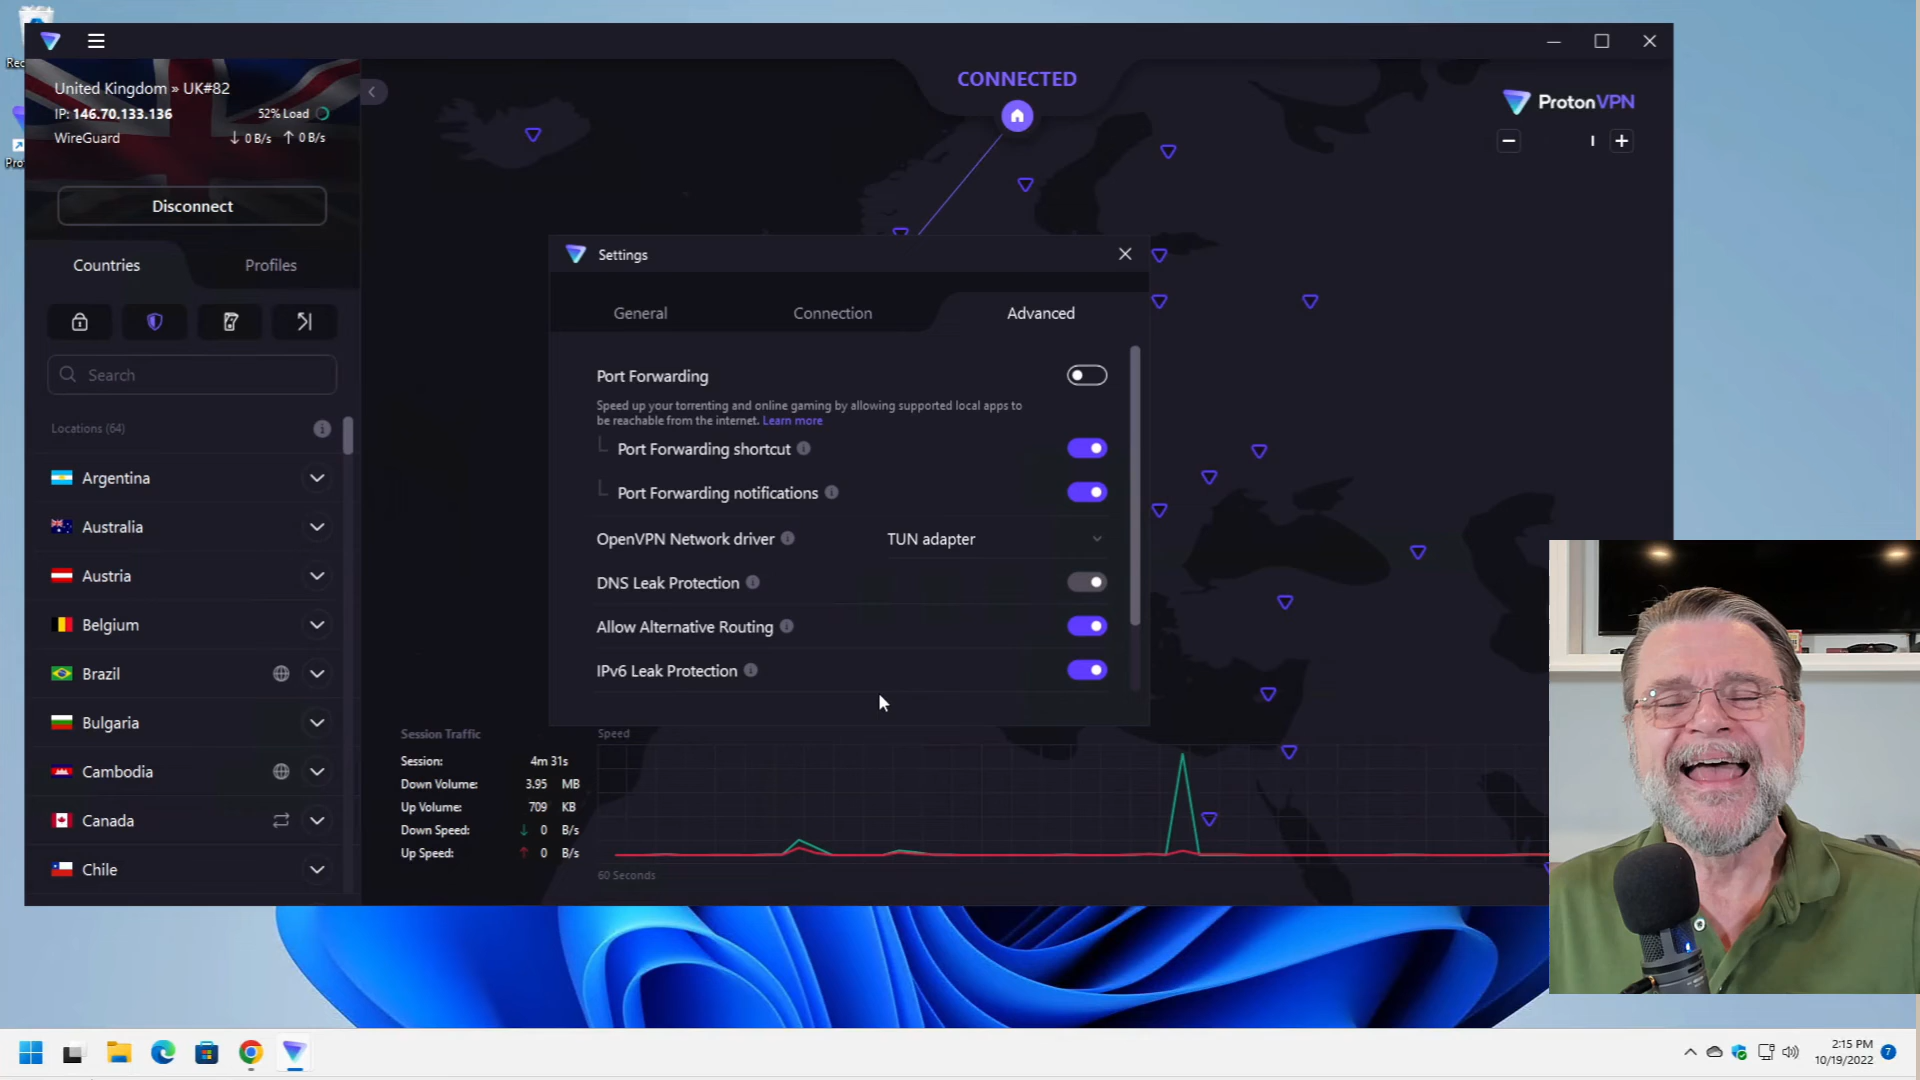 Rec
Pro
United Kingdom » UK#82
IP: 146.70.133.136
52% Load
WireGuard
0 B/s
0 B/s
Disconnect
Countries
Profiles
Search
Locations (64)
Argentina
Australia
Austria
Belgium
Brazil
Bulgaria
Cambodia
Canada
Chile
CONNECTED
ProtonVPN
Settings
General
Connection
Advanced
Port Forwarding
Speed up your torrenting and online gaming by allowing supported local apps to
be reachable from the internet. Learn more
Port Forwarding shortcut
Port Forwarding notifications
OpenVPN Network driver
TUN adapter
DNS Leak Protection
Allow Alternative Routing
IPv6 Leak Protection
Session Traffic
Session: 4m 31s
Down Volume: 3.95 MB
Up Volume: 709 KB
Down Speed: 0 B/s
Up Speed: 0 B/s
Speed
60 Seconds
2:15 PM
10/19/2022
7